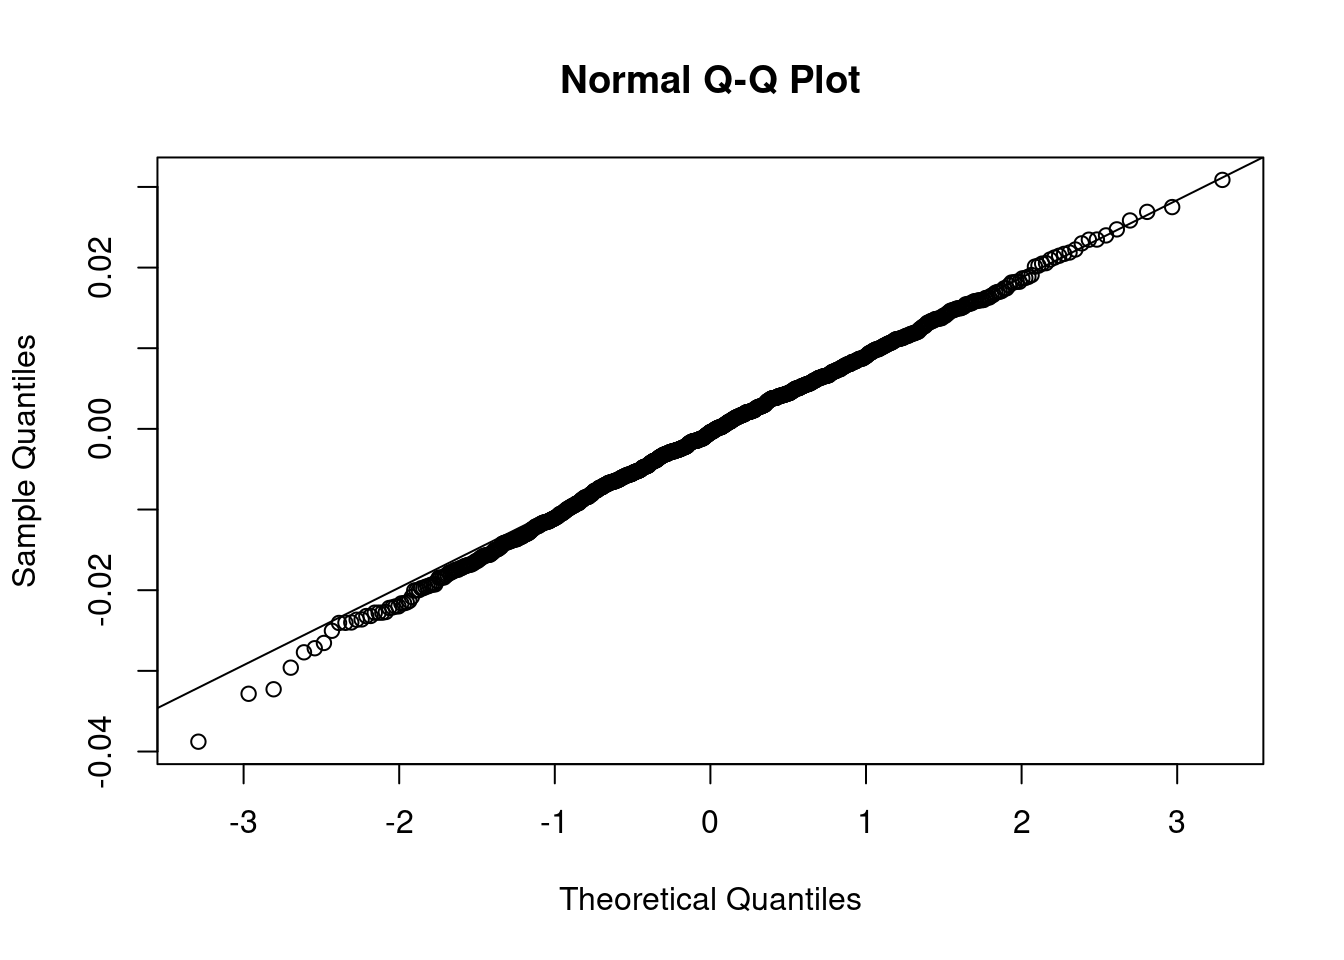 Normal Q-Q Plot
Sample Quantiles
0.02
0.00
-0.02
-0.04
-3 -2 -1 0 1 2 3
Theoretical Quantiles